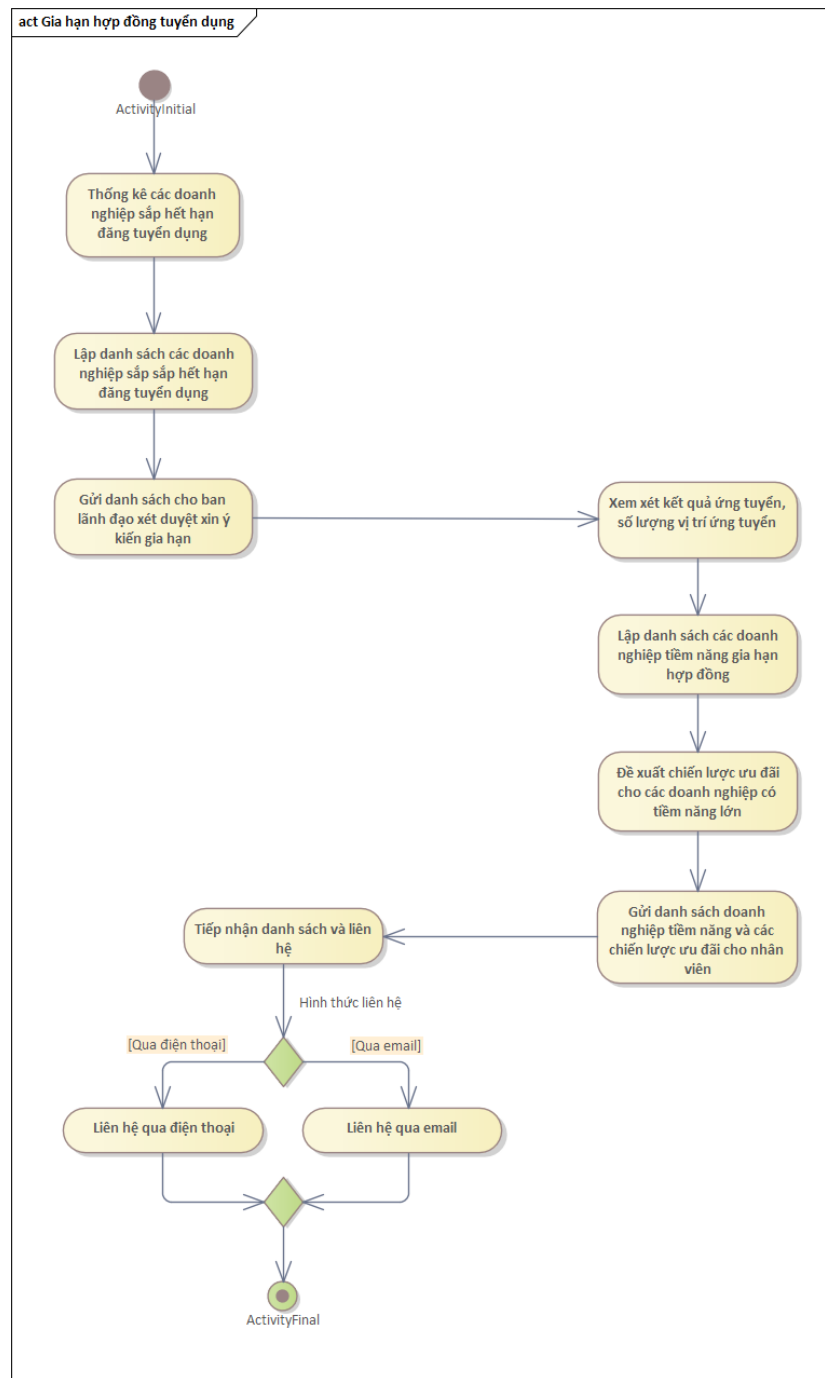 act Gia hạn hợp đồng tuyển dụng
ActivityInitial
Thống kê các doanh
nghiệp sắp hết hạn
đăng tuyển dụng
Lập danh sách các doanh
nghiệp sắp sắp hết hạn
đăng tuyển dụng
Gửi danh sách cho ban
lãnh đạo xét duyệt xin ý
kiến gia hạn
Xem xét kết quả ứng tuyển,
số lượng vị trí ứng tuyển
Lập danh sách các doanh
nghiệp tiềm năng gia hạn
hợp đồng
Đề xuất chiến lược ưu đãi
cho các doanh nghiệp có
tiềm năng lớn
Gửi danh sách doanh
nghiệp tiềm năng và các
chiến lược ưu đãi cho nhân
viên
Tiếp nhận danh sách và liên
hệ
Hình thức liên hệ
[Qua điện thoại]
[Qua email]
Liên hệ qua điện thoại
Liên hệ qua email
ActivityFinal